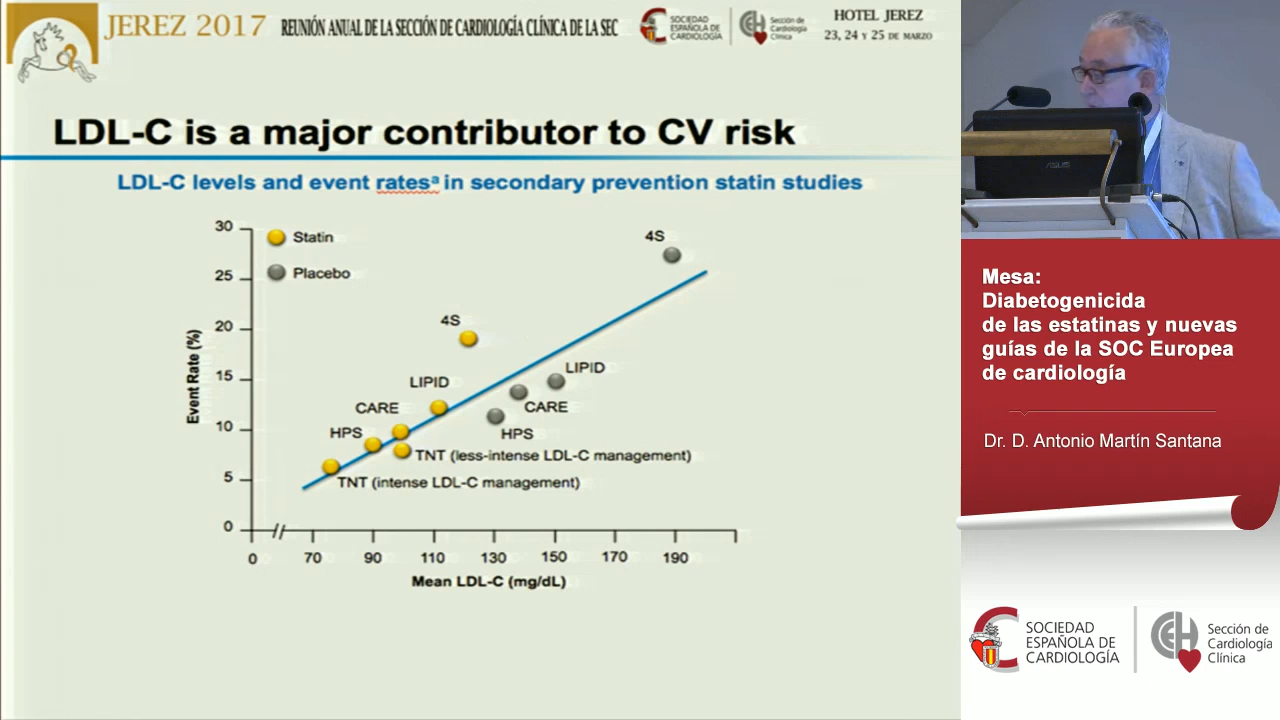 JEREZ 2017
REUNIÓN ANUAL DE LA SECCIÓN DE CARDIOLOGÍA CLÍNICA DE LA SEC
SOCIEDAD
ESPAÑOLA DE
CARDIOLOGÍA
Sección de
Cardiología
Clínica
HOTEL JEREZ
23, 24 Y 25 DE MARZO
LDL-C is a major contributor to CV risk
LDL-C levels and event ratesª in secondary prevention statin studies
30
25
20
15
10
5
0
Event Rate (%)
Statin
Placebo
4S
4S
LIPID
LIPID
CARE
CARE
HPS
HPS
TNT (less-intense LDL-C management)
TNT (intense LDL-C management)
0 70 90 110 130 150 170 190
Mean LDL-C (mg/dL)
ASUS
Mesa:
Diabetogenicida
de las estatinas y nuevas
guías de la SOC Europea
de cardiología
Dr. D. Antonio Martín Santana
SOCIEDAD
ESPAÑOLA DE
CARDIOLOGÍA
Sección de
Cardiología
Clínica